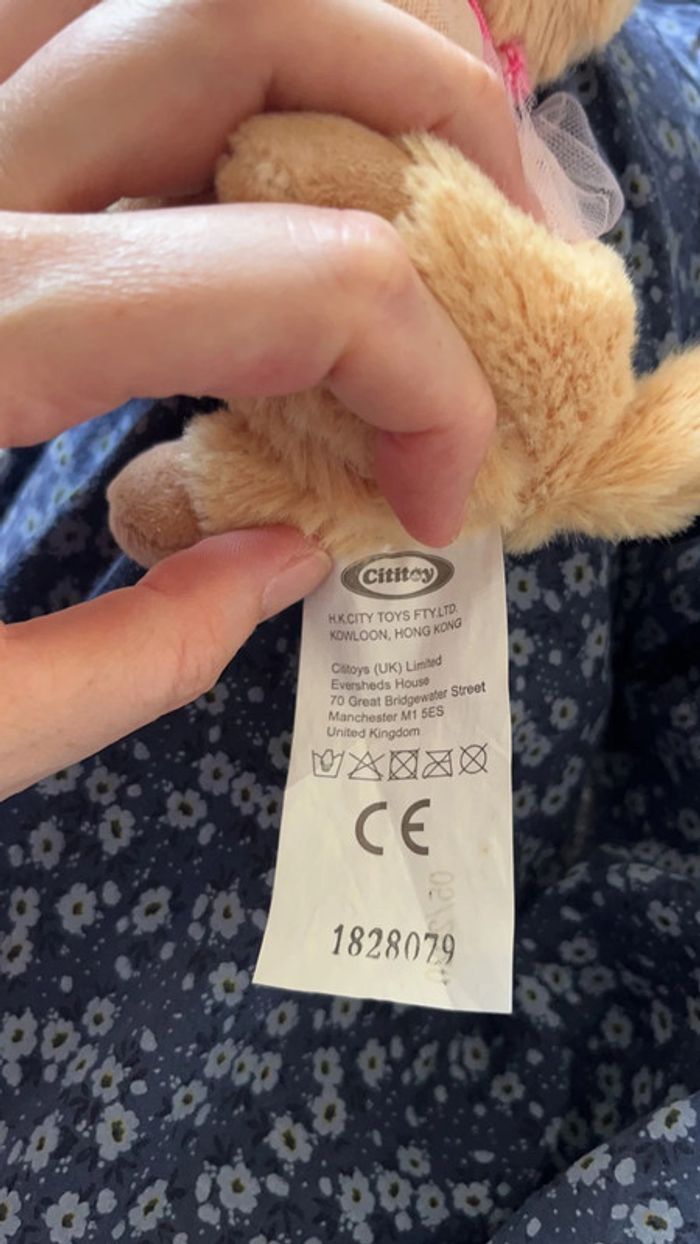 Cititoy
H.K.CITY TOYS FTY.LTD.
KOWLOON, HONG KONG
Cititoys (UK) Limited
Eversheds House
70 Great Bridgewater Street
Manchester M1 5ES
United Kingdom
CE
1828079